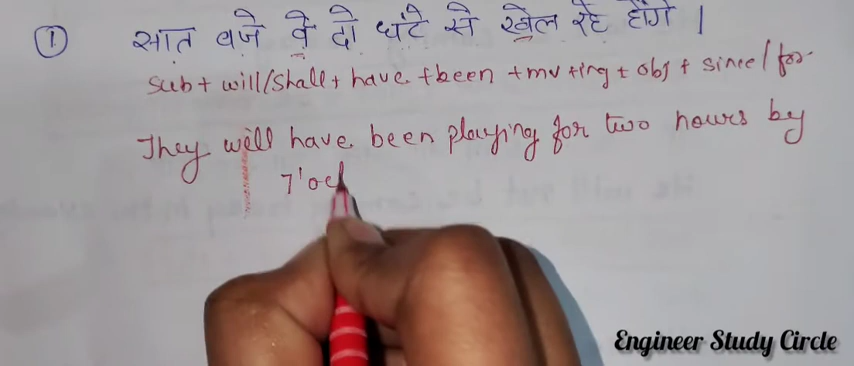 ① सात बजे वे दो घंटे से खेल रहे होंगे ।
Sub + will/shall + have + been + mv + ing + obj + since/for
They will have been playing for two hours by
7'ocl
Engineer Study Circle